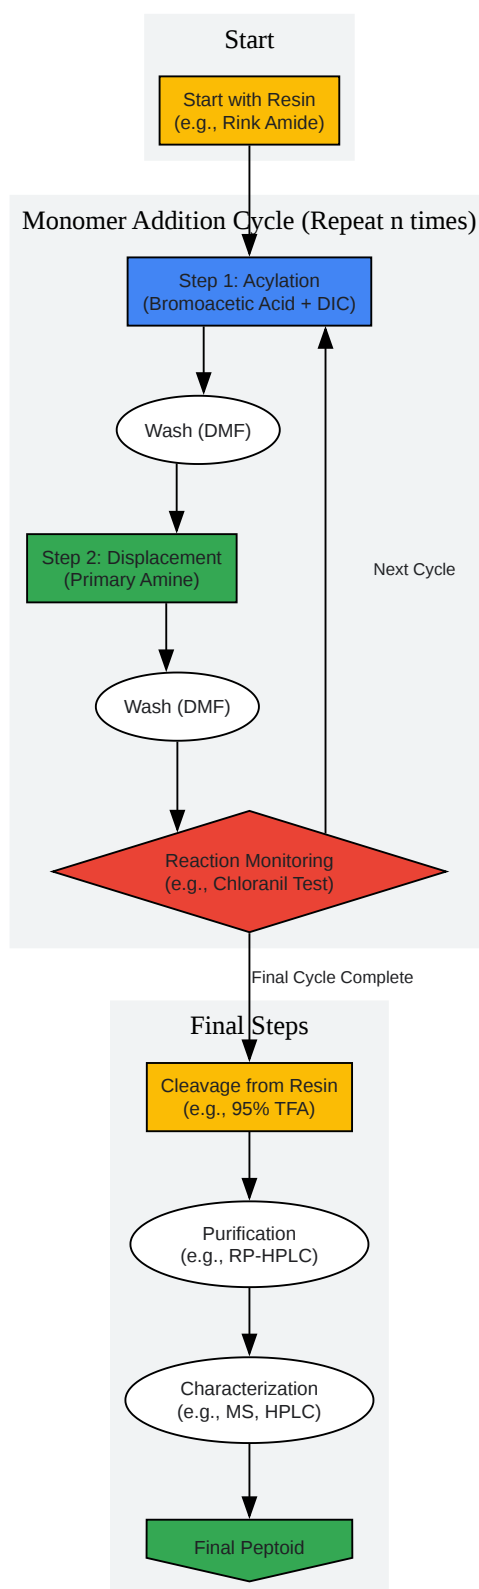 Start
Start with Resin
(e.g., Rink Amide)
Monomer Addition Cycle (Repeat n times)
Step 1: Acylation
(Bromoacetic Acid + DIC)
Wash (DMF)
Step 2: Displacement
(Primary Amine)
Next Cycle
Wash (DMF)
Reaction Monitoring
(e.g., Chloranil Test)
Final Cycle Complete
Final Steps
Cleavage from Resin
(e.g., 95% TFA)
Purification
(e.g., RP-HPLC)
Characterization
(e.g., MS, HPLC)
Final Peptoid